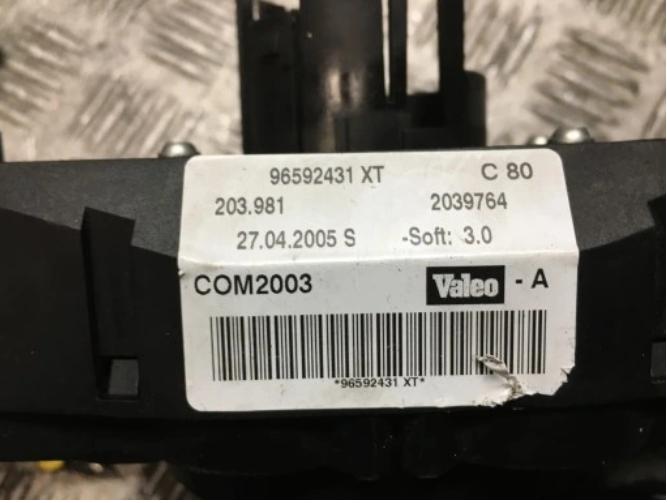 96592431 XT C 80
203.981 2039764
27.04.2005 S -Soft: 3.0
COM2003 Valeo - A
*96592431 XT*